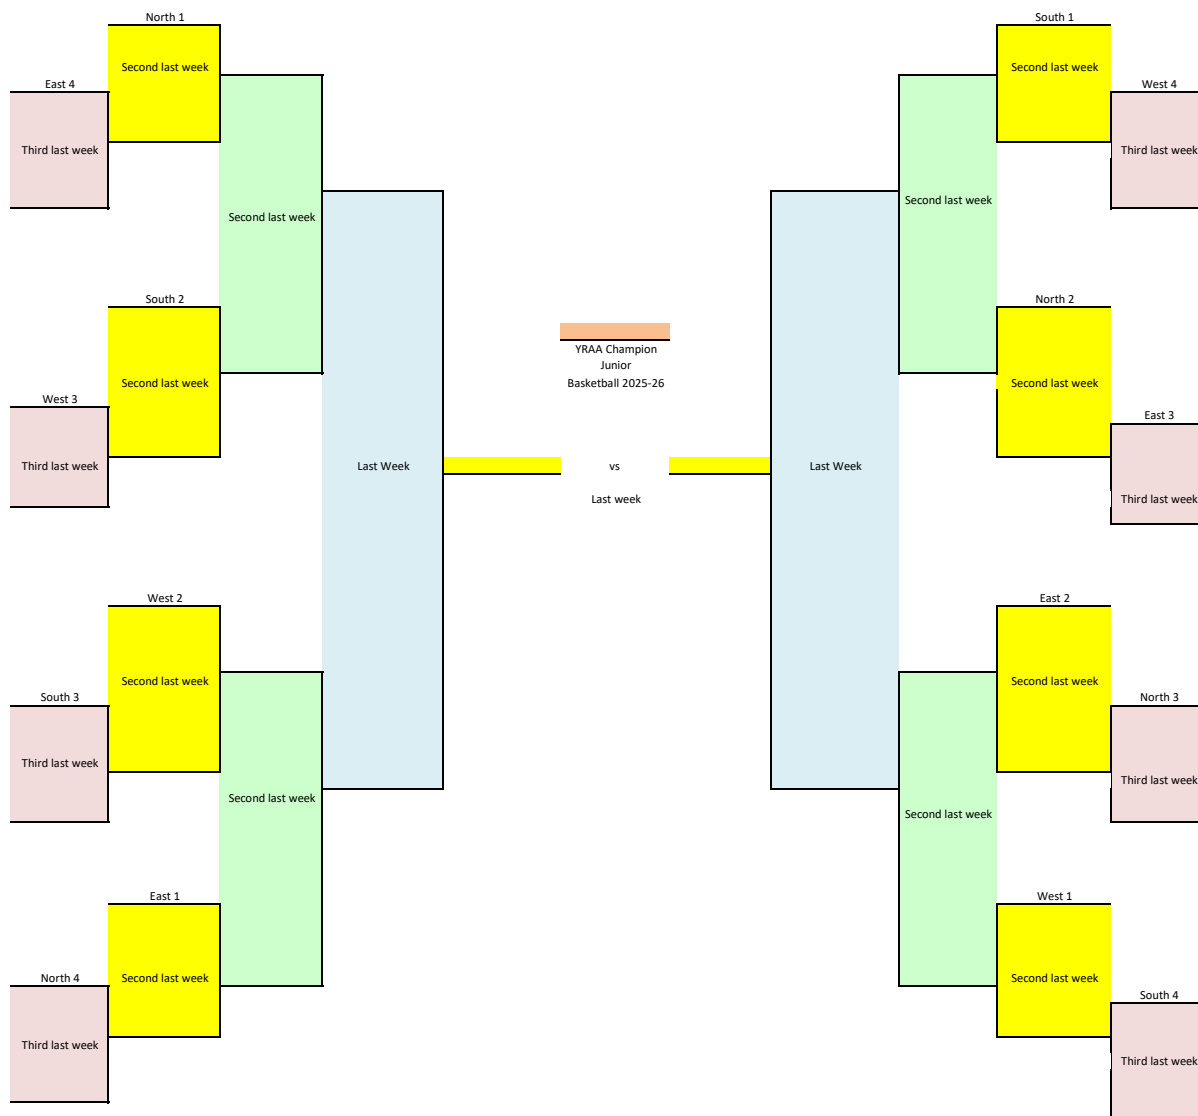 North 1
South 1
Second last week
Second last week
East 4
West 4
Third last week
Third last week
Second last week
Second last week
South 2
North 2
YRAA Champion
Junior
Basketball 2025-26
Second last week
Second last week
West 3
East 3
Third last week
Last Week
vs
Last Week
Last week
Third last week
West 2
East 2
Second last week
Second last week
South 3
North 3
Third last week
Third last week
Second last week
Second last week
East 1
West 1
North 4
Second last week
Second last week
South 4
Third last week
Third last week